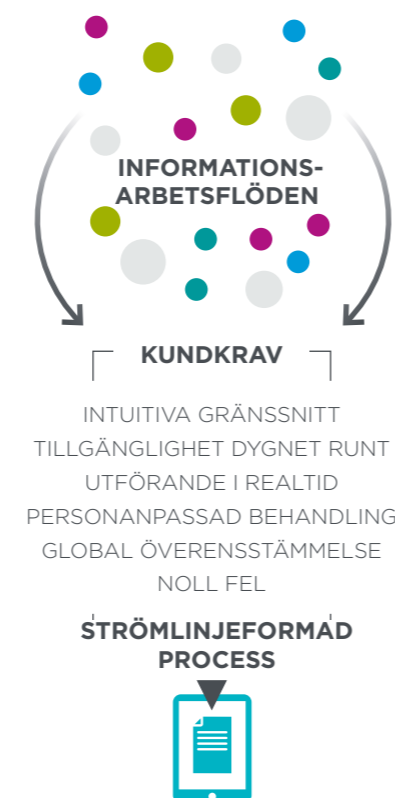 INFORMATIONS-
ARBETSFLÖDEN
KUNDKRAV
INTUITIVA GRÄNSSNITT
TILLGÄNGLIGHET DYGNET RUNT
UTFÖRANDE I REALTID
PERSONANPASSAD BEHANDLING
GLOBAL ÖVERENSSTÄMMELSE
NOLL FEL
STRÖMLINJEFORMAD
PROCESS